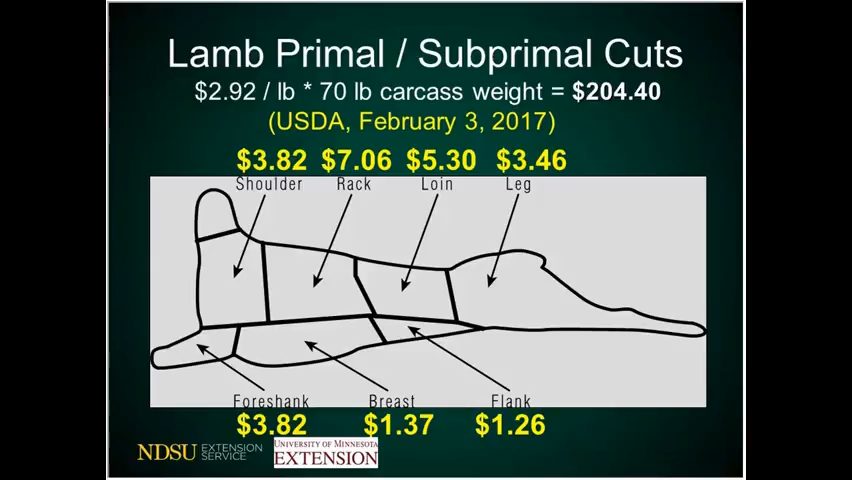 Lamb Primal / Subprimal Cuts
$2.92 / lb * 70 lb carcass weight = $204.40
(USDA, February 3, 2017)
$3.82 $7.06 $5.30 $3.46
Shoulder Rack Loin Leg
Foreshank Breast Flank
$3.82 $1.37 $1.26
NDSU EXTENSION SERVICE
UNIVERSITY OF MINNESOTA
EXTENSION